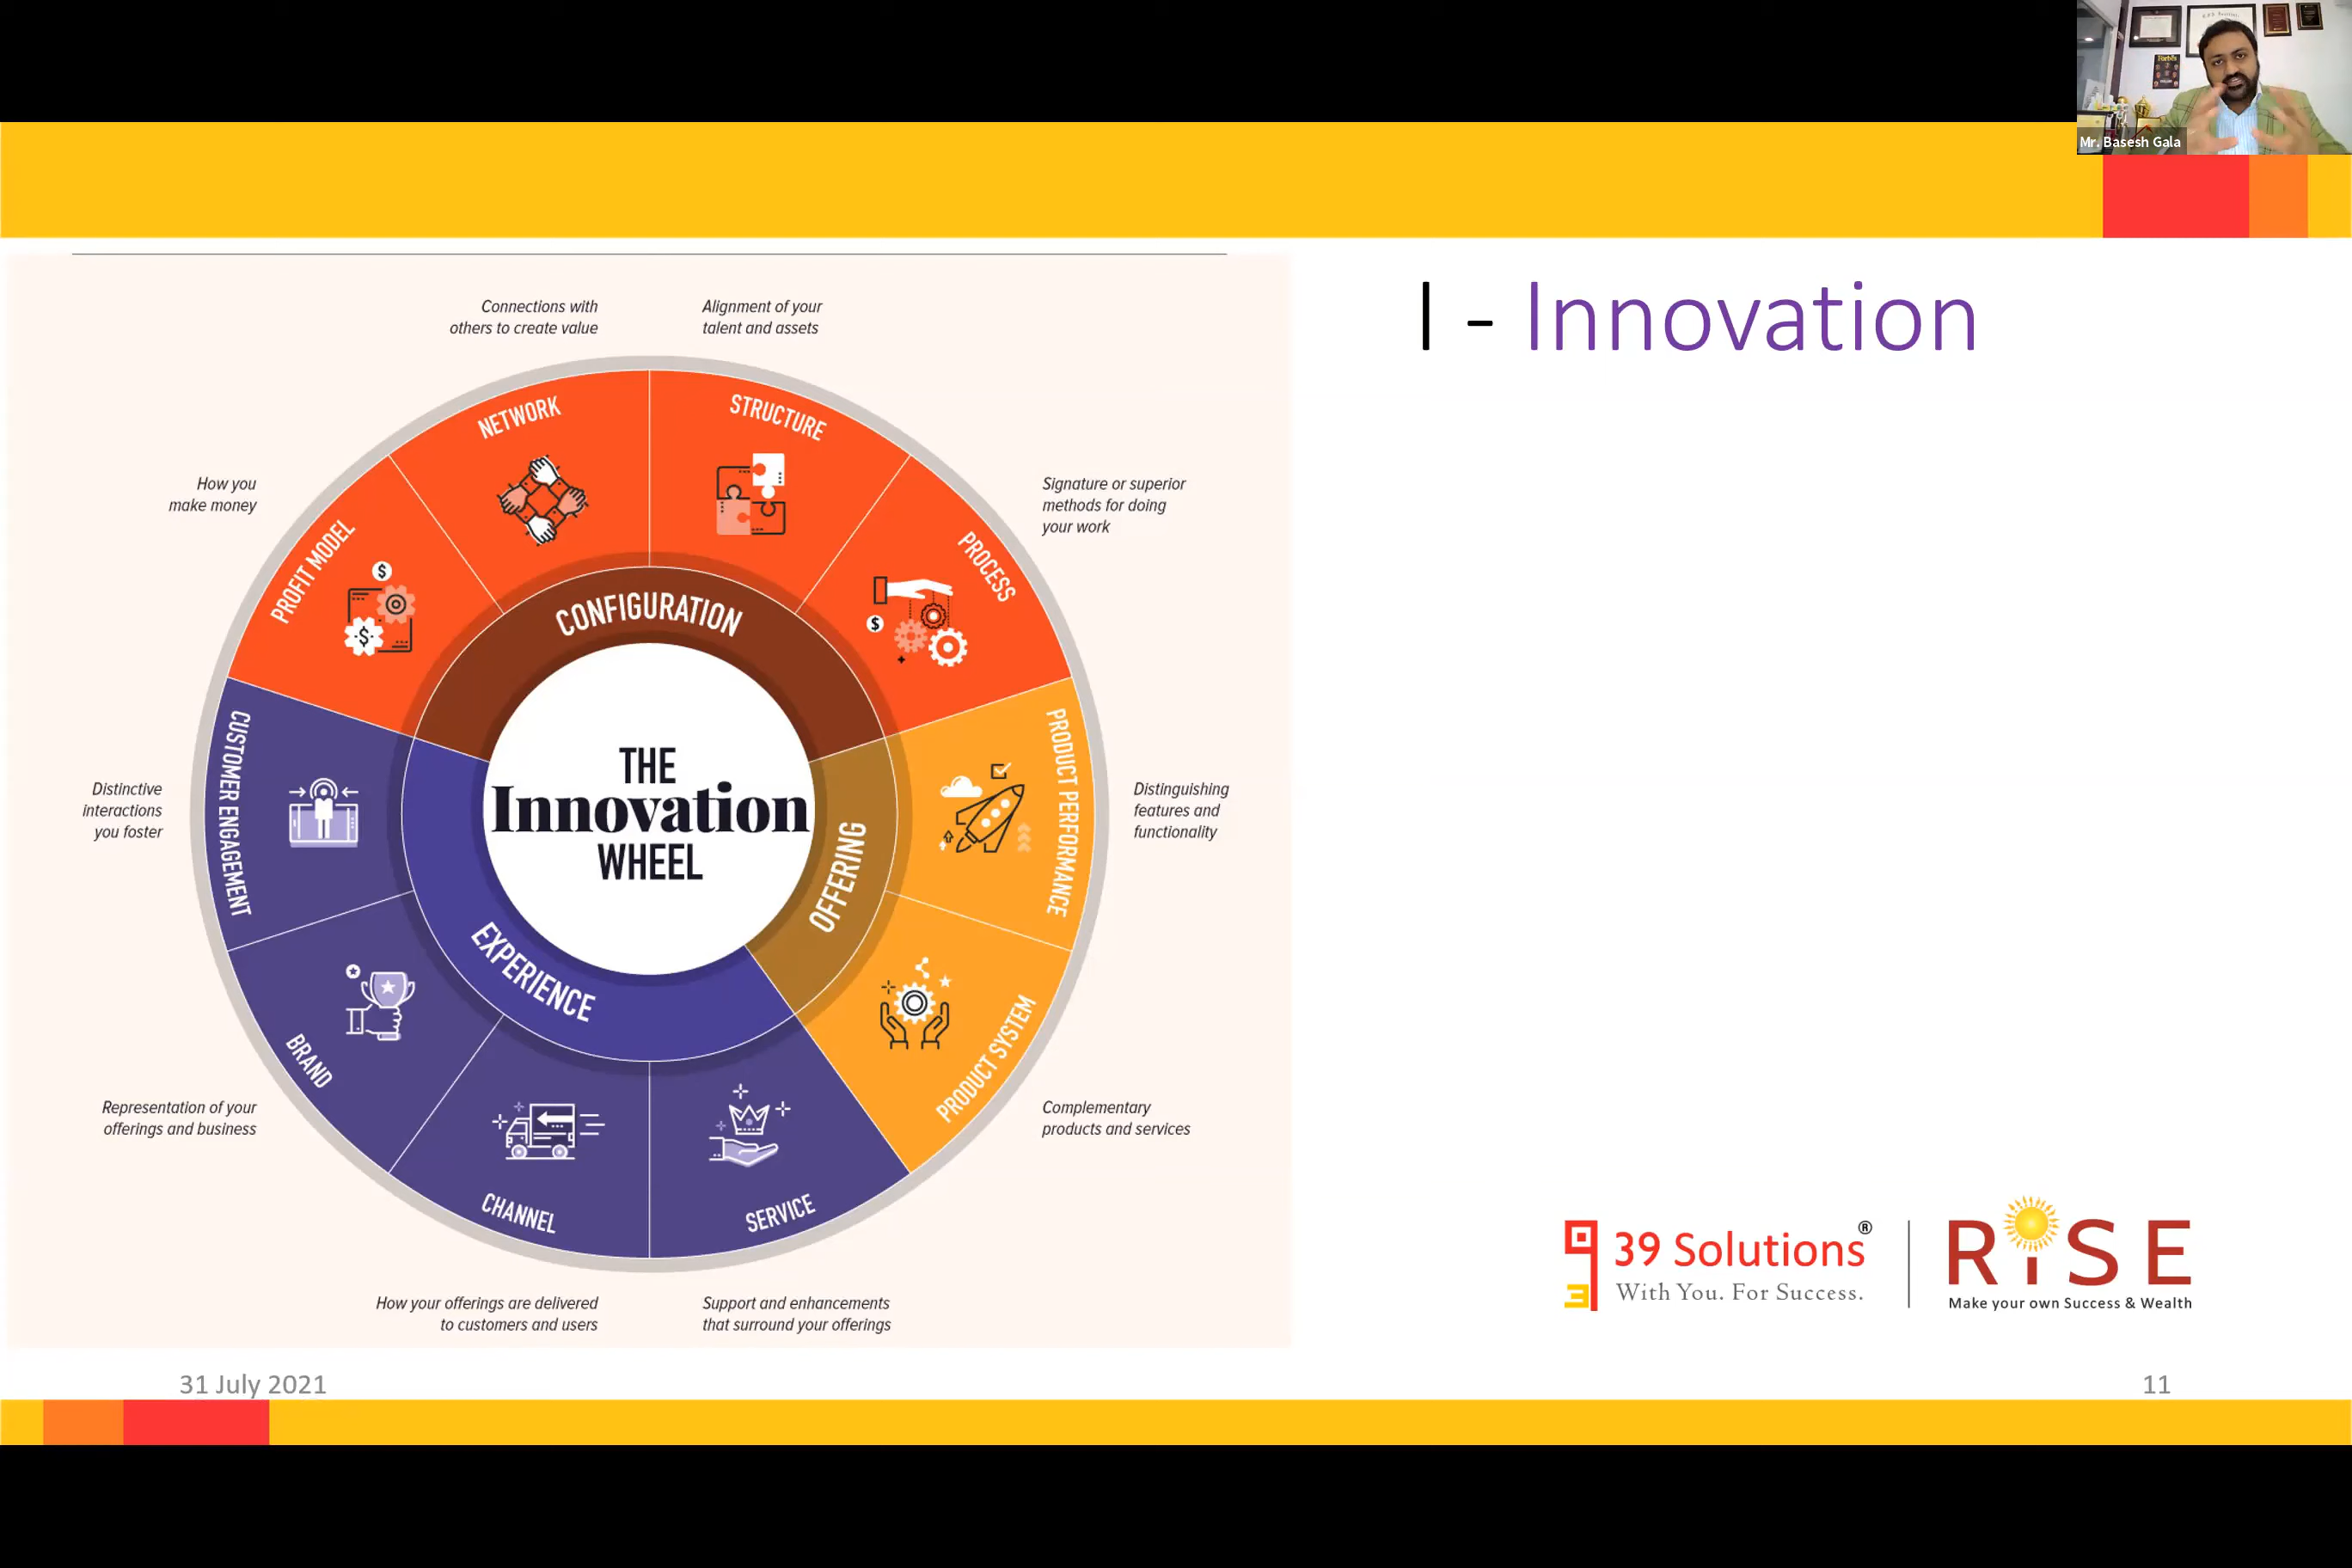 Mr. Basesh Gala
I - Innovation
Connections with
others to create value
Alignment of your
talent and assets
How you
make money
Signature or superior
methods for doing
your work
Distinctive
interactions
you foster
Distinguishing
features and
functionality
Representation of your
offerings and business
Complementary
products and services
How your offerings are delivered
to customers and users
Support and enhancements
that surround your offerings
NETWORK
STRUCTURE
PROFIT MODEL
PROCESS
CUSTOMER ENGAGEMENT
PRODUCT PERFORMANCE
BRAND
PRODUCT SYSTEM
CHANNEL
SERVICE
CONFIGURATION
OFFERING
EXPERIENCE
THE
Innovation
WHEEL
39 Solutions®
With You. For Success.
RiSE
Make your own Success & Wealth
31 July 2021
11